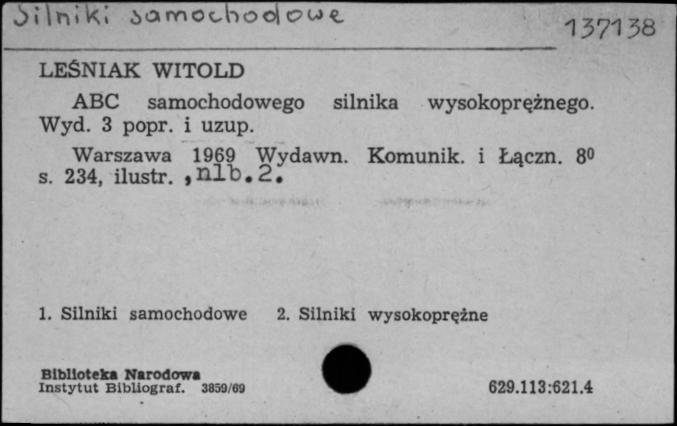 Silniki samochodowe
137138
LEŚNIAK WITOLD
ABC samochodowego silnika wysokoprężnego.
Wyd. 3 popr. i uzup.
Warszawa 1969 Wydawn. Komunik. i Łączn. 8⁰
s. 234, ilustr. , nlb. 2.
1. Silniki samochodowe 2. Silniki wysokoprężne
Biblioteka Narodowa
Instytut Bibliograf. 3859/69
629.113:621.4